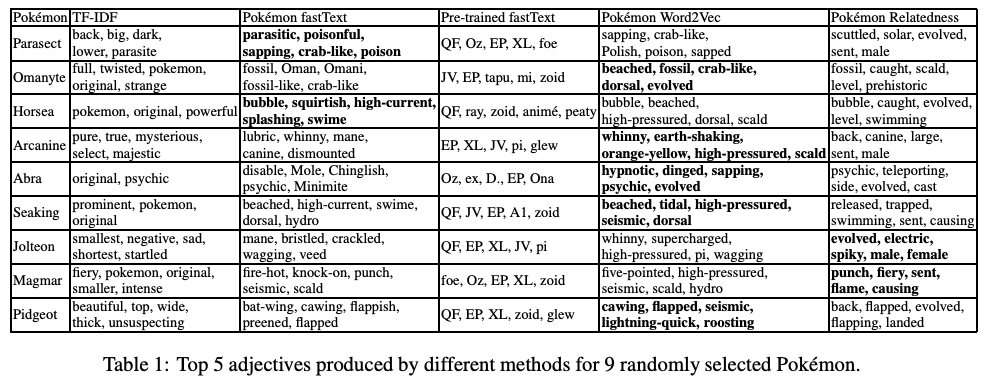 Pokémon TF-IDF Pokémon fastText Pre-trained fastText Pokémon Word2Vec Pokémon Relatedness
Parasect
back, big, dark,
lower, parasite
parasitic, poisonful,
sapping, crab-like, poison
QF, Oz, EP, XL, foe
sapping, crab-like,
Polish, poison, sapped
scuttled, solar, evolved,
sent, male
Omanyte
full, twisted, pokemon,
original, strange
fossil, Oman, Omani,
fossil-like, crab-like
JV, EP, tapu, mi, zoid
beached, fossil, crab-like,
dorsal, evolved
fossil, caught, scald,
level, prehistoric
Horsea
pokemon, original, powerful
bubble, squirtish, high-current,
splashing, swime
QF, ray, zoid, animé, peaty
bubble, beached,
high-pressured, dorsal, scald
bubble, caught, evolved,
level, swimming
Arcanine
pure, true, mysterious,
select, majestic
lubric, whinny, mane,
canine, dismounted
EP, XL, JV, pi, glew
whinny, earth-shaking,
orange-yellow, high-pressured, scald
back, canine, large,
sent, male
Abra
original, psychic
disable, Mole, Chinglish,
psychic, Minimite
Oz, ex, D., EP, Ona
hypnotic, dinged, sapping,
psychic, evolved
psychic, teleporting,
side, evolved, cast
Seaking
prominent, pokemon,
original
beached, high-current, swime,
dorsal, hydro
QF, JV, EP, A1, zoid
beached, tidal, high-pressured,
seismic, dorsal
released, trapped,
swimming, sent, causing
Jolteon
smallest, negative, sad,
shortest, startled
mane, bristled, crackled,
wagging, veed
QF, EP, XL, JV, pi
whinny, supercharged,
high-pressured, pi, wagging
evolved, electric,
spiky, male, female
Magmar
fiery, pokemon, original,
smaller, intense
fire-hot, knock-on, punch,
seismic, scald
foe, Oz, EP, XL, zoid
five-pointed, high-pressured,
seismic, scald, hydro
punch, fiery, sent,
flame, causing
Pidgeot
beautiful, top, wide,
thick, unsuspecting
bat-wing, cawing, flappish,
preened, flapped
QF, EP, XL, zoid, glew
cawing, flapped, seismic,
lightning-quick, roosting
back, flapped, evolved,
flapping, landed
Table 1: Top 5 adjectives produced by different methods for 9 randomly selected Pokémon.